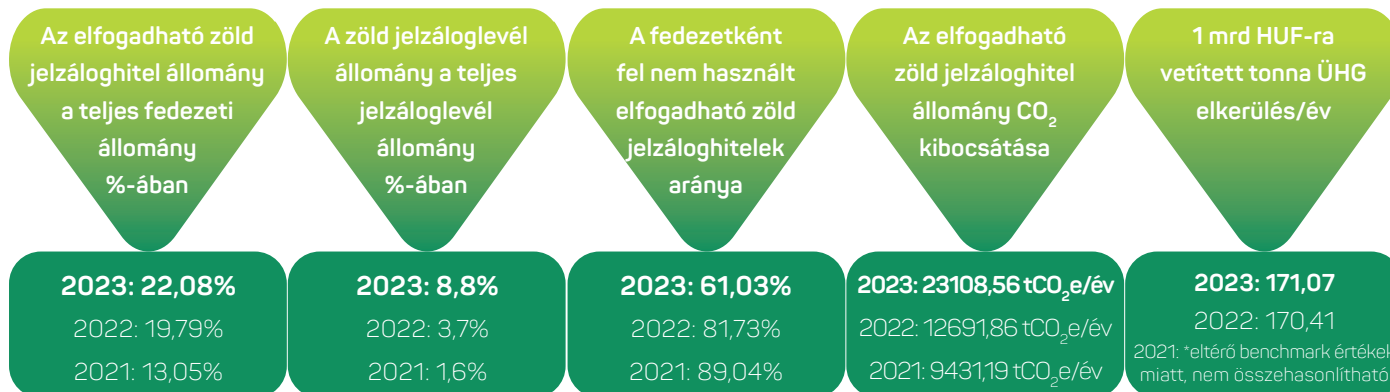 Az elfogadható zöld
jelzáloghitel állomány
a teljes fedezeti
állomány
%-ában
2023: 22,08%
2022: 19,79%
2021: 13,05%
A zöld jelzáloglevél
állomány a teljes
jelzáloglevél
állomány
%-ában
2023: 8,8%
2022: 3,7%
2021: 1,6%
A fedezetként
fel nem használt
elfogadható zöld
jelzáloghitelek
aránya
2023: 61,03%
2022: 81,73%
2021: 89,04%
Az elfogadható
zöld jelzáloghitel
állomány CO₂
kibocsátása
2023: 23108,56 tCO₂e/év
2022: 12691,86 tCO₂e/év
2021: 9431,19 tCO₂e/év
1 mrd HUF-ra
vetített tonna ÜHG
elkerülés/év
2023: 171,07
2022: 170,41
2021: *eltérő benchmark értékek
miatt, nem összehasonlítható